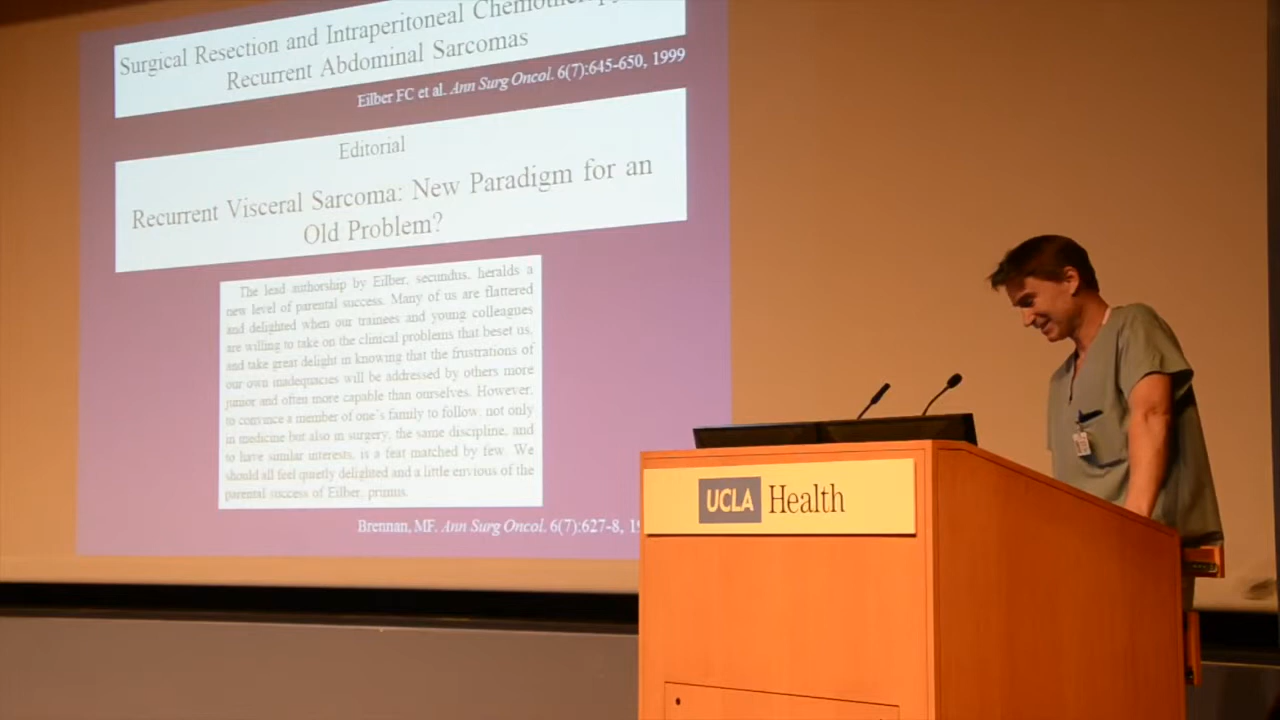 Surgical Resection and Intraperitoneal Chemotherapy
Recurrent Abdominal Sarcomas
Eilber FC et al. Ann Surg Oncol. 6(7):645-650, 1999
Editorial
Recurrent Visceral Sarcoma: New Paradigm for an
Old Problem?
The lead authorship by Eilber, secundus, heralds a
new level of parental success. Many of us are flattered
and delighted when our trainees and young colleagues
are willing to take on the clinical problems that beset us,
and take great delight in knowing that the frustrations of
our own inadequacies will be addressed by others more
junior and often more capable than ourselves. However,
to convince a member of one's family to follow, not only
in medicine but also in surgery, the same discipline, and
to have similar interests, is a feat matched by few. We
should all feel quietly delighted and a little envious of the
parental success of Eilber, primus.
Brennan, MF. Ann Surg Oncol. 6(7):627-8,
UCLA Health